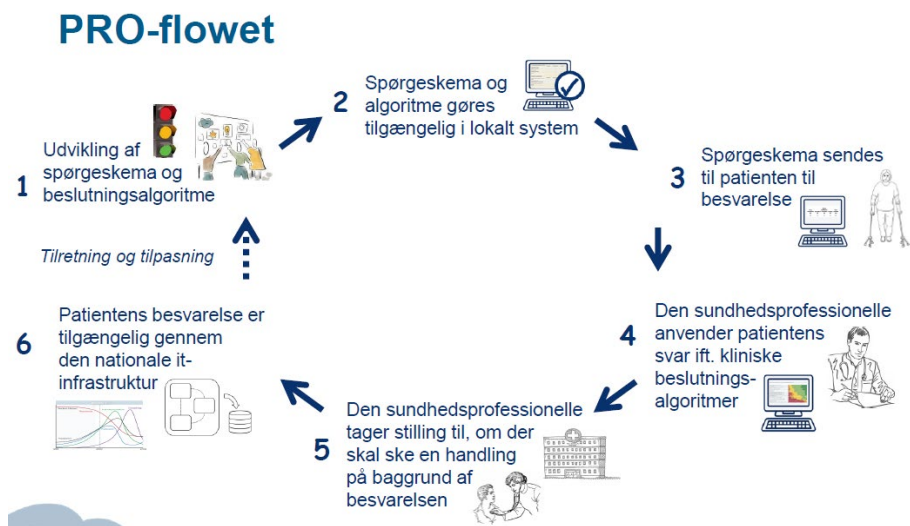 PRO-flowet
1
Udvikling af
spørgeskema og
beslutningsalgoritme
2
Spørgeskema og
algoritme gøres
tilgængelig i lokalt system
3
Spørgeskema sendes
til patienten til
besvarelse
4
Den sundhedsprofessionelle
anvender patientens
svar ift. kliniske
beslutnings-
algoritmer
5
Den sundhedsprofessionelle
tager stilling til, om der
skal ske en handling
på baggrund af
besvarelsen
6
Patientens besvarelse er
tilgængelig gennem
den nationale it-
infrastruktur
Tilretning og tilpasning